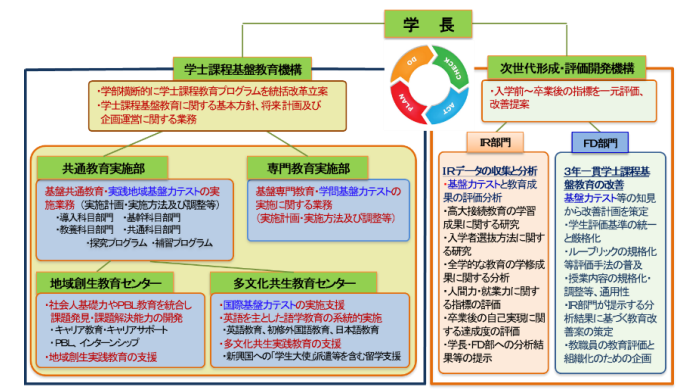 学　長
学士課程基盤教育機構
・学部横断的に学士課程教育プログラムを統括改革立案
・学士課程基盤教育に関する基本方針、将来計画及び
企画運営に関する業務
DO
CHECK
ACT
PLAN
次世代形成・評価開発機構
・入学前～卒業後の指標を一元評価、
改善提案
共通教育実施部
基盤共通教育・実践地域基盤力テストの実
施業務（実施計画・実施方法及び調整等）
・導入科目部門　・基幹科目部門
・教養科目部門　・共通科目部門
・探究プログラム　・補習プログラム
専門教育実施部
基盤専門教育・学問基盤力テストの
実施に関する業務
（実施計画・実施方法及び調整等）
地域創生教育センター
・社会人基礎力やPBL教育を統合し
課題発見・課題解決能力の開発
・キャリア教育・キャリアサポート
・PBL、インターンシップ
・地域創生実践教育の支援
多文化共生教育センター
・国際基盤力テストの実施支援
・英語を主とした語学教育の系統的実施
・英語教育、初修外国語教育、日本語教育
・多文化共生実践教育の支援
・新興国への「学生大使」派遣等を含む留学支援
IR部門
IRデータの収集と分析
・基盤力テストと教育成
果の評価分析
・高大接続教育の学習
成果に関する研究
・入学者選抜方法に関す
る研究
・全学的な教育の学修成
果に関する分析
・人間力・就業力に関す
る指標の評価
・卒業後の自己実現に関
する達成度の評価
・学長・FD部への分析結
果等の提示
FD部門
３年一貫学士課程基
盤教育の改善
基盤力テスト等の知見
から改善計画を策定
・学生評価基準の統一
と厳格化
・ルーブリックの規格化
等評価手法の普及
・授業内容の規格化・
調整等、通用性
・IR部門が提示する分析
結果に基づく教育改
善案の策定
・教職員の教育評価と
組織化のための企画